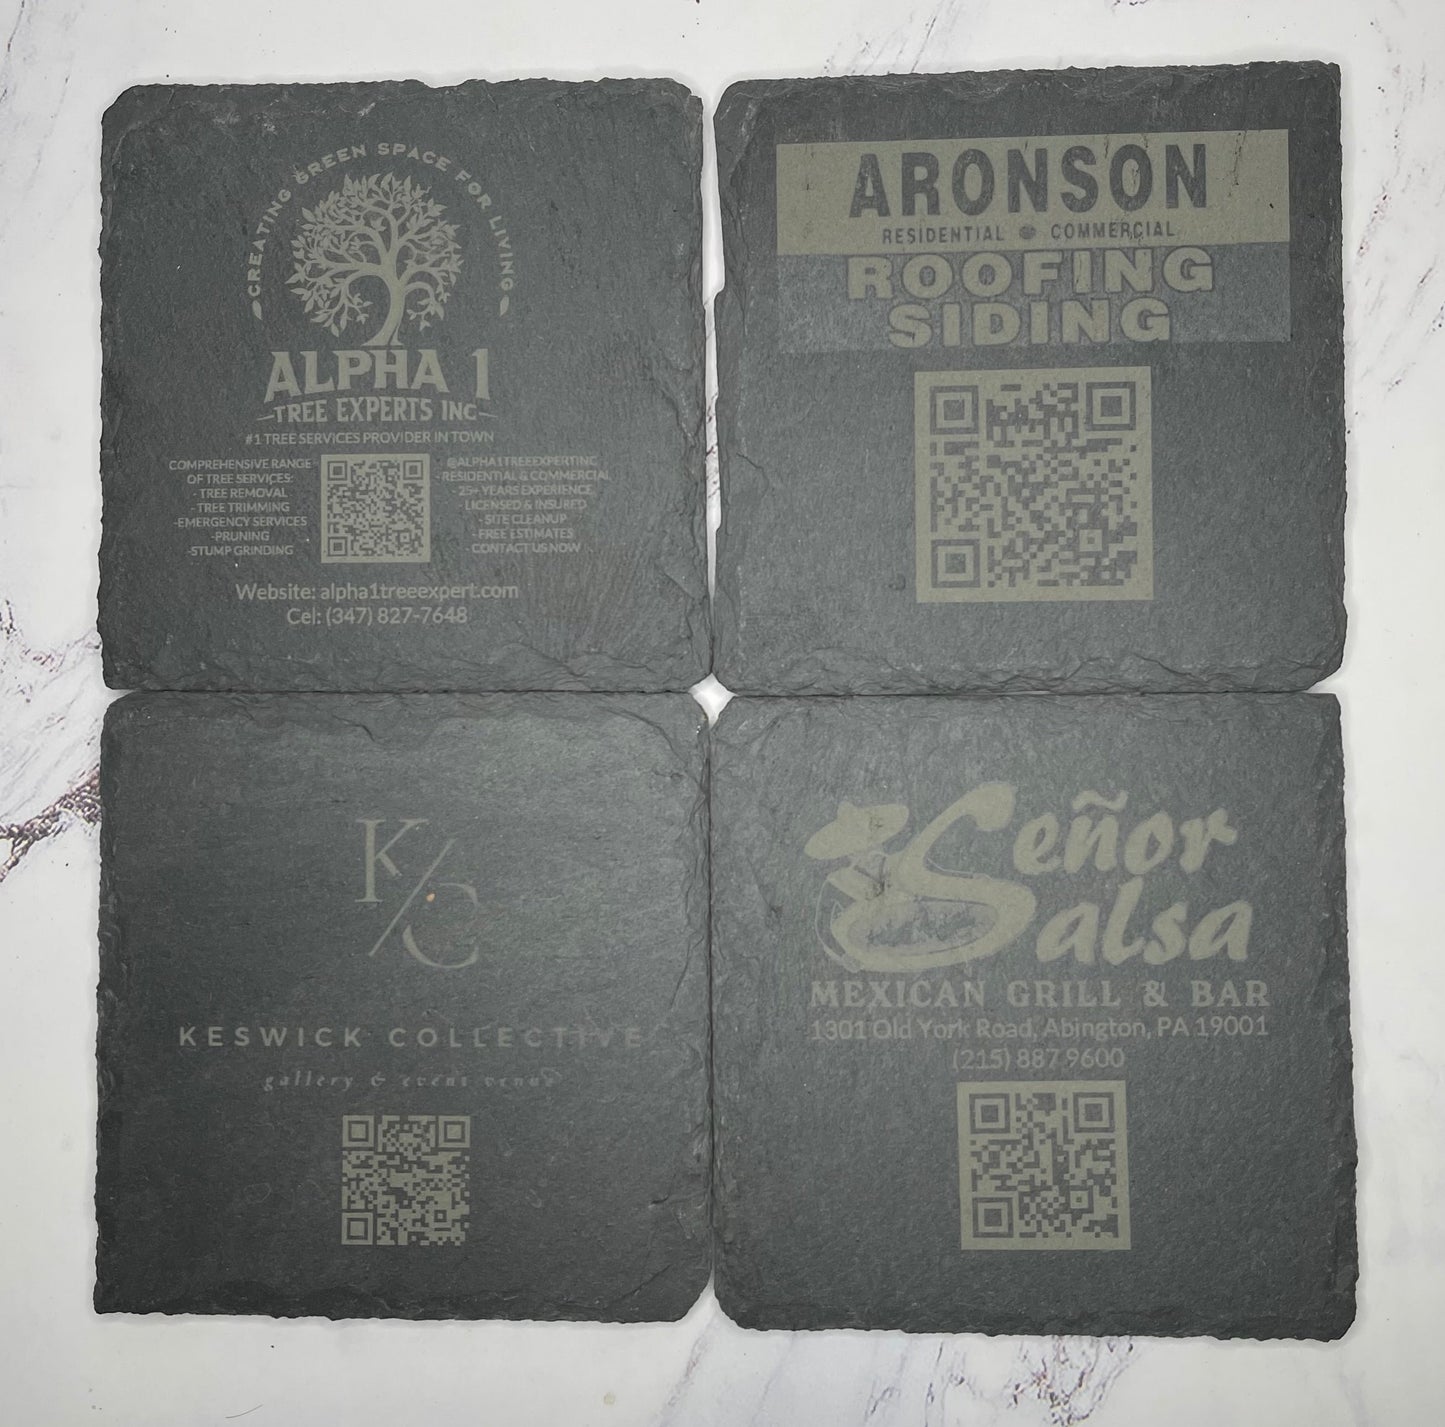 CREATING GREEN SPACE FOR LIVING
ALPHA 1
TREE EXPERTS INC
#1 TREE SERVICES PROVIDER IN TOWN
COMPREHENSIVE RANGE
OF TREE SERVICES:
- TREE REMOVAL
- TREE TRIMMING
-EMERGENCY SERVICES
-PRUNING
-STUMP GRINDING
@ALPHA1TREEEXPERTINC
- RESIDENTIAL & COMMERCIAL
- 25+ YEARS EXPERIENCE
- LICENSED & INSURED
- SITE CLEANUP
- FREE ESTIMATES
- CONTACT US NOW
Website: alpha1treeexpert.com
Cel: (347) 827-7648
ARONSON
RESIDENTIAL COMMERCIAL
ROOFING
SIDING
K/C
KESWICK COLLECTIVE
gallery & event venue
Señor
Salsa
MEXICAN GRILL & BAR
1301 Old York Road, Abington, PA 19001
(215) 887 9600